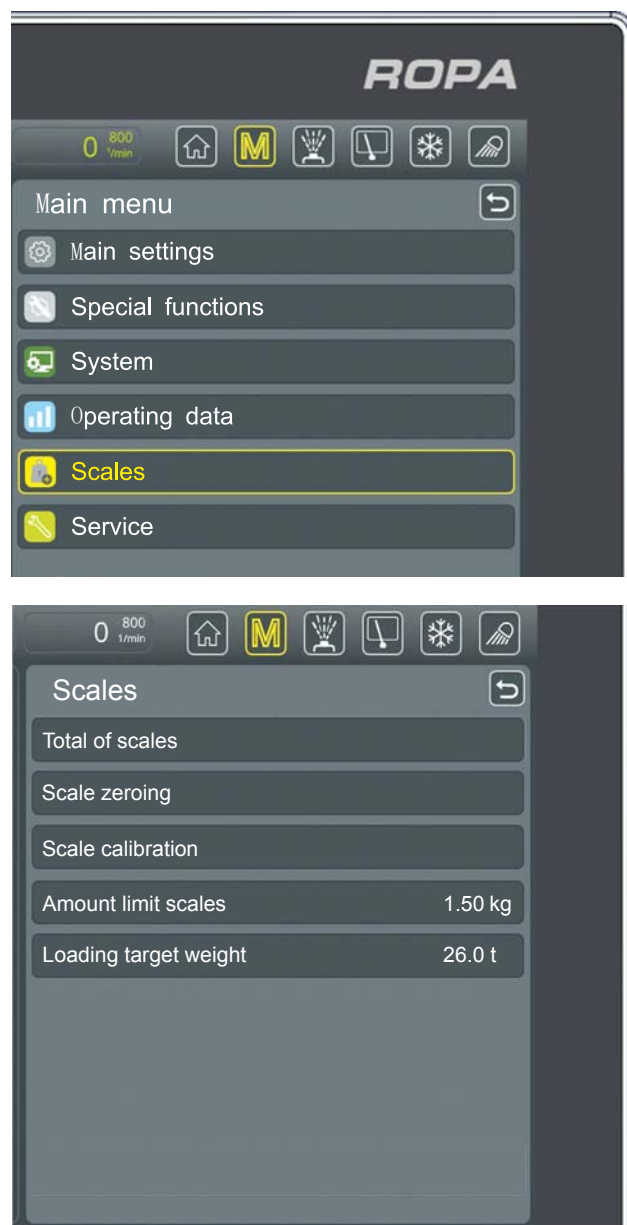 ROPA
0 800 1/min
M
Main menu
Main settings
Special functions
System
Operating data
Scales
Service
0 800 1/min
M
Scales
Total of scales
Scale zeroing
Scale calibration
Amount limit scales 1.50 kg
Loading target weight 26.0 t